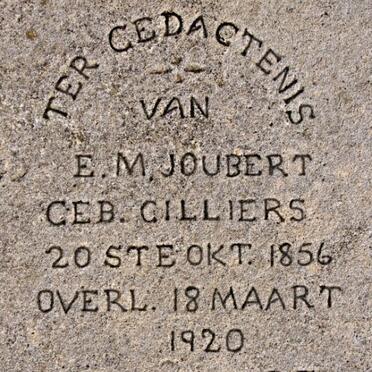 TER GEDACTENIS
VAN
E. M. JOUBERT
GEB. CILLIERS
20 STE OKT. 1856
OVERL. 18 MAART
1920